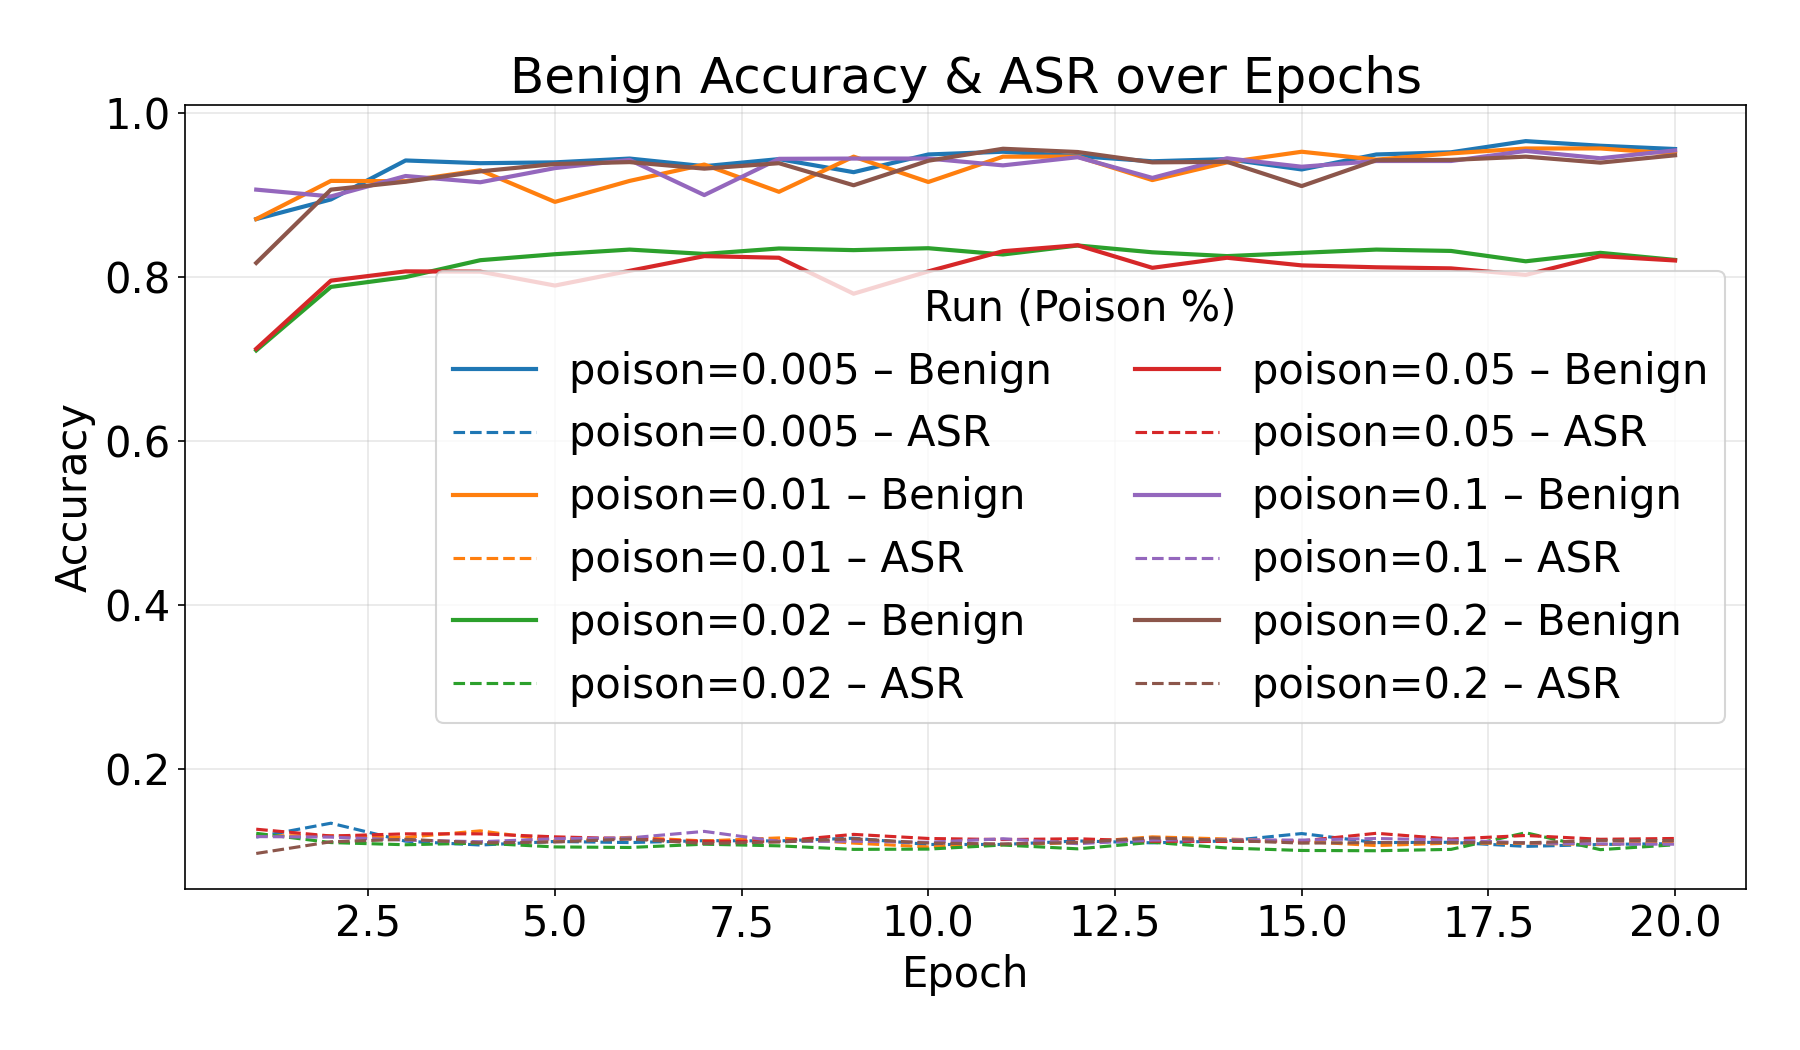 Benign Accuracy & ASR over Epochs
1.0
0.8
0.6
0.4
0.2
Accuracy
Run (Poison %)
poison=0.005 – Benign
poison=0.005 – ASR
poison=0.01 – Benign
poison=0.01 – ASR
poison=0.02 – Benign
poison=0.02 – ASR
poison=0.05 – Benign
poison=0.05 – ASR
poison=0.1 – Benign
poison=0.1 – ASR
poison=0.2 – Benign
poison=0.2 – ASR
2.5 5.0 7.5 10.0 12.5 15.0 17.5 20.0
Epoch